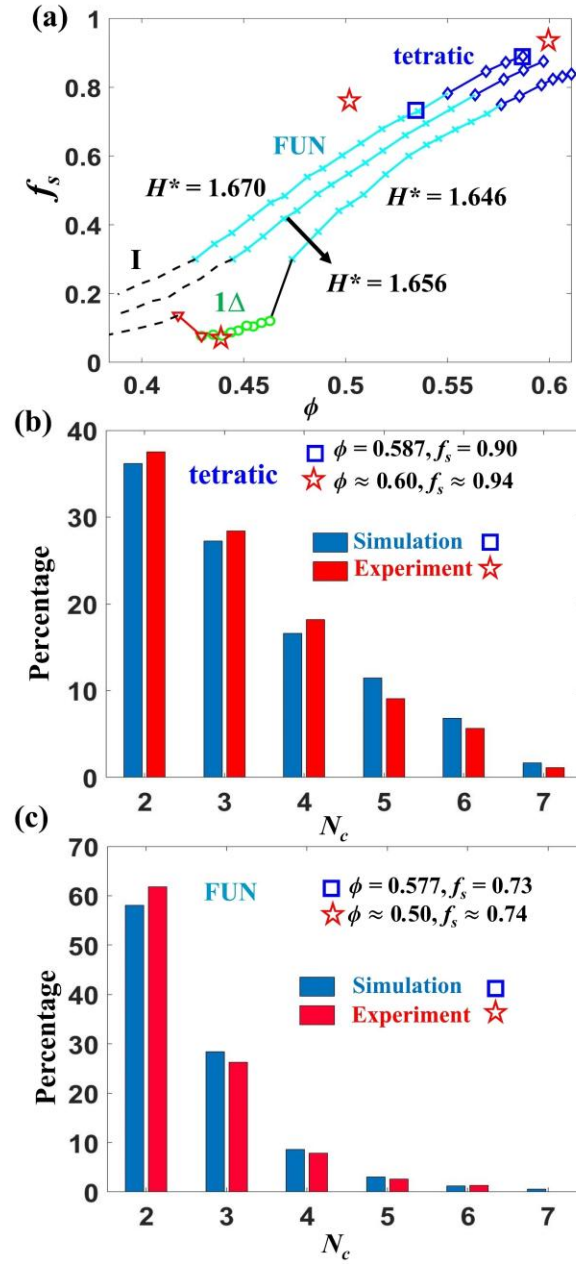 (a)
1
0.8
0.6
0.4
0.2
0
f_s
tetratic
FUN
H* = 1.670
H* = 1.646
I
H* = 1.656
1Δ
0.4 0.45 0.5 0.55 0.6
ϕ
(b)
40
30
20
10
0
Percentage
tetratic
ϕ = 0.587, f_s = 0.90
ϕ ≈ 0.60, f_s ≈ 0.94
Simulation
Experiment
2 3 4 5 6 7
N_c
(c)
70
60
50
40
30
20
10
0
Percentage
FUN
ϕ = 0.577, f_s = 0.73
ϕ ≈ 0.50, f_s ≈ 0.74
Simulation
Experiment
2 3 4 5 6 7
N_c